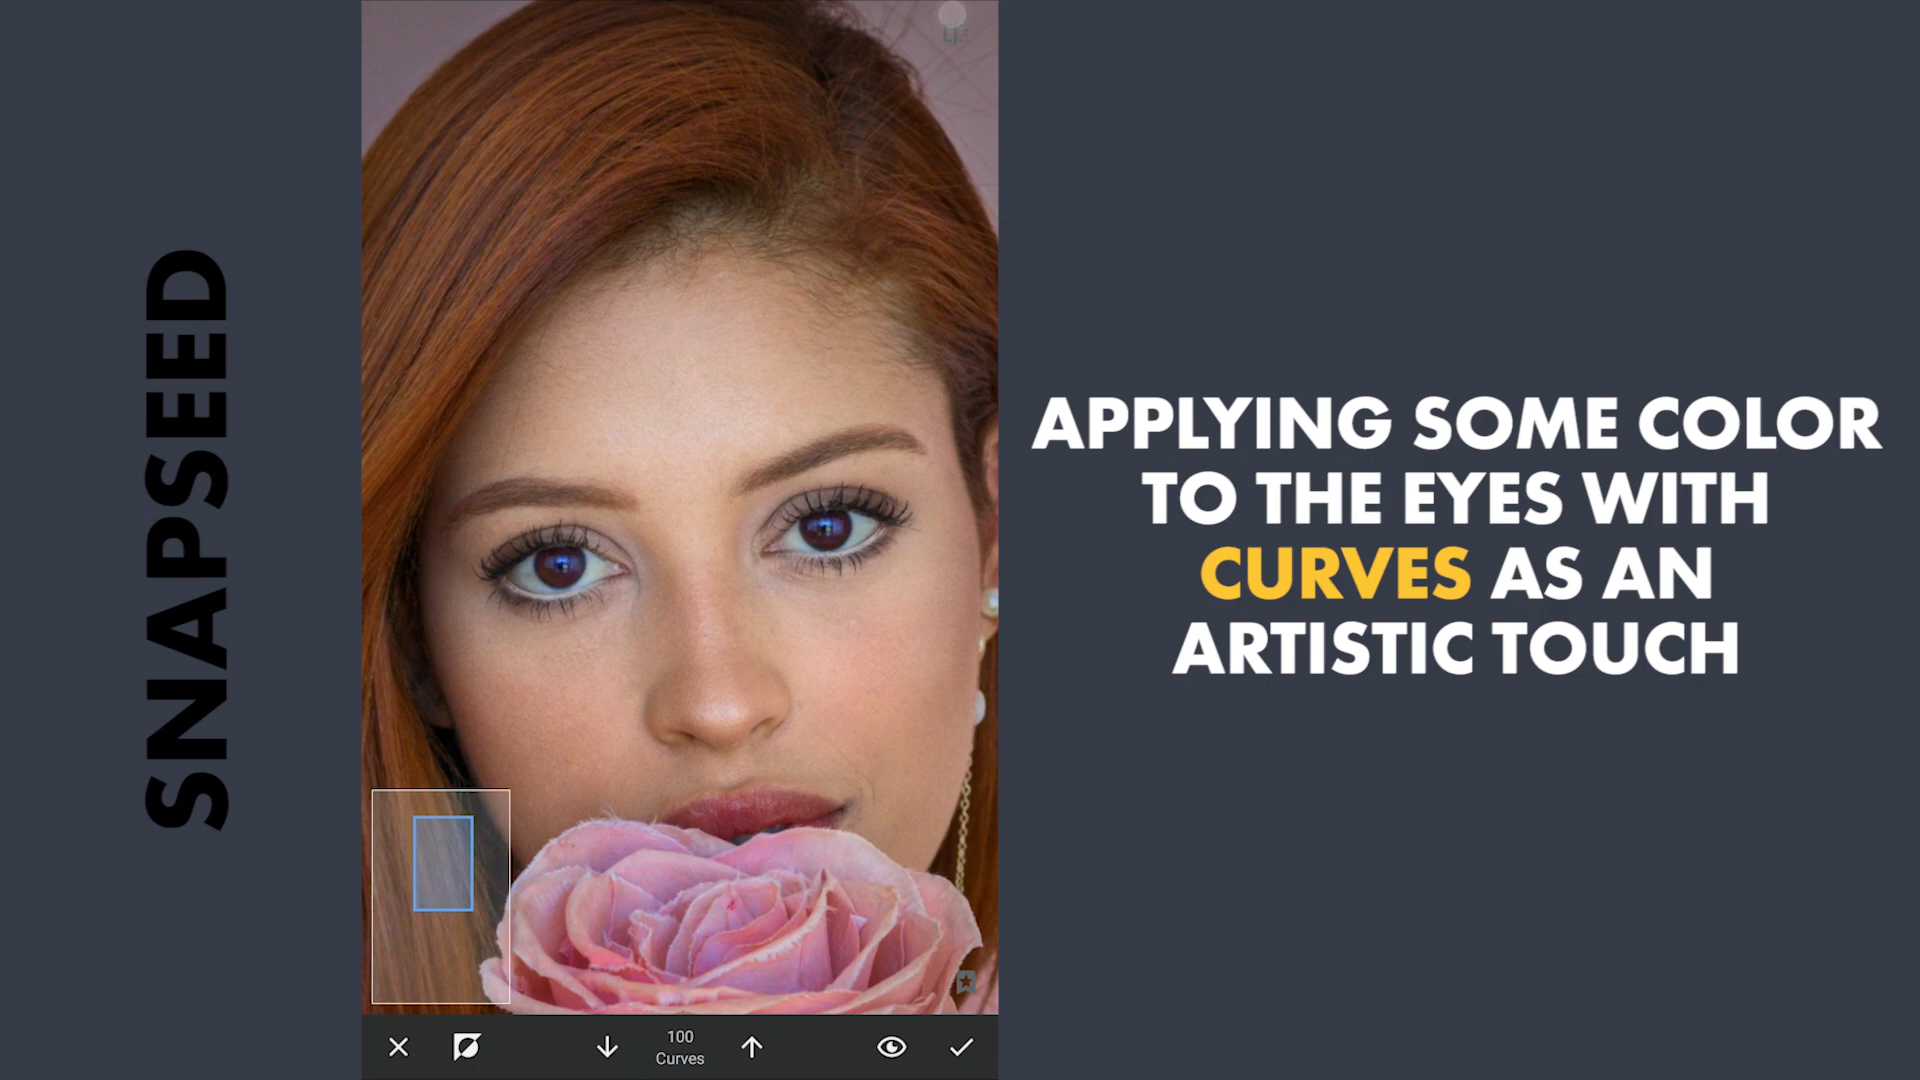 SNAPSEED
APPLYING SOME COLOR
TO THE EYES WITH
CURVES AS AN
ARTISTIC TOUCH
100
Curves